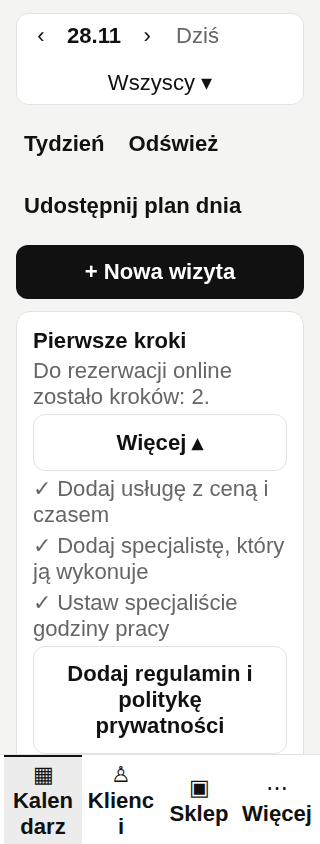 ‹ 28.11 › Dziś
Wszyscy ▾
Tydzień Odśwież
Udostępnij plan dnia
+ Nowa wizyta
Pierwsze kroki
Do rezerwacji online
zostało kroków: 2.
Więcej ▴
✓ Dodaj usługę z ceną i
czasem
✓ Dodaj specjalistę, który
ją wykonuje
✓ Ustaw specjaliście
godziny pracy
Dodaj regulamin i
politykę
prywatności
Kalen
darz
Klienc
i
Sklep
Więcej